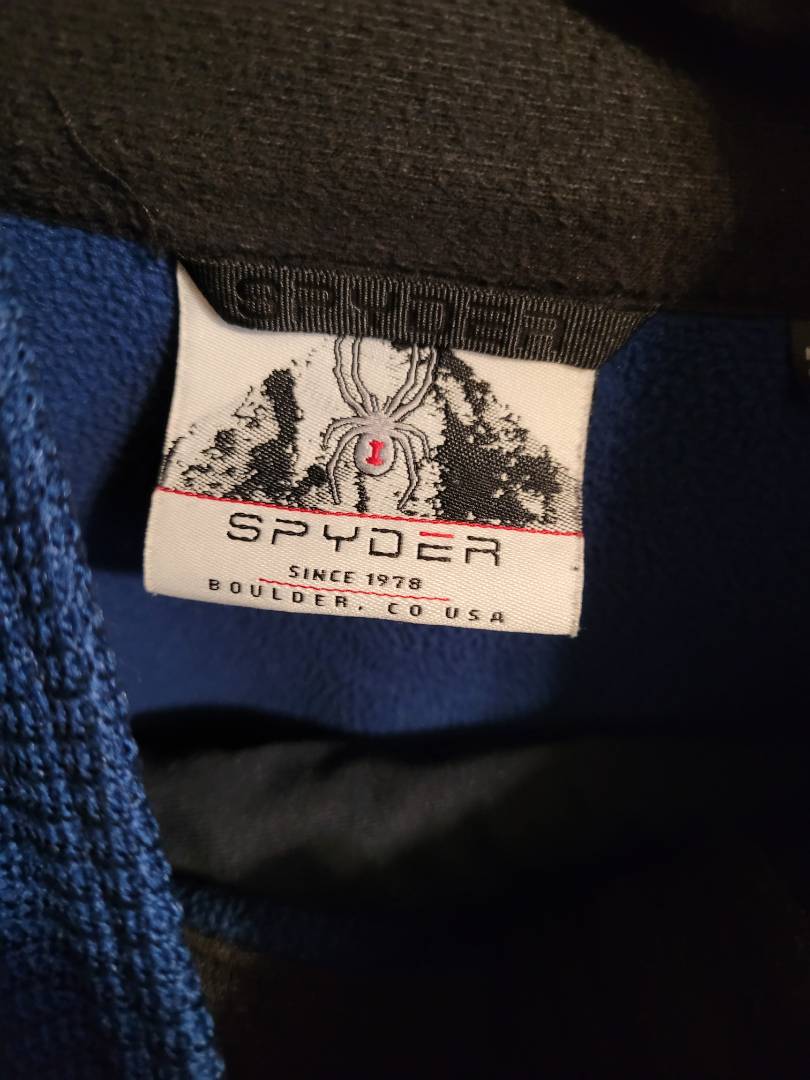 SPYDER
SPYDER
SINCE 1978
BOULDER, CO USA